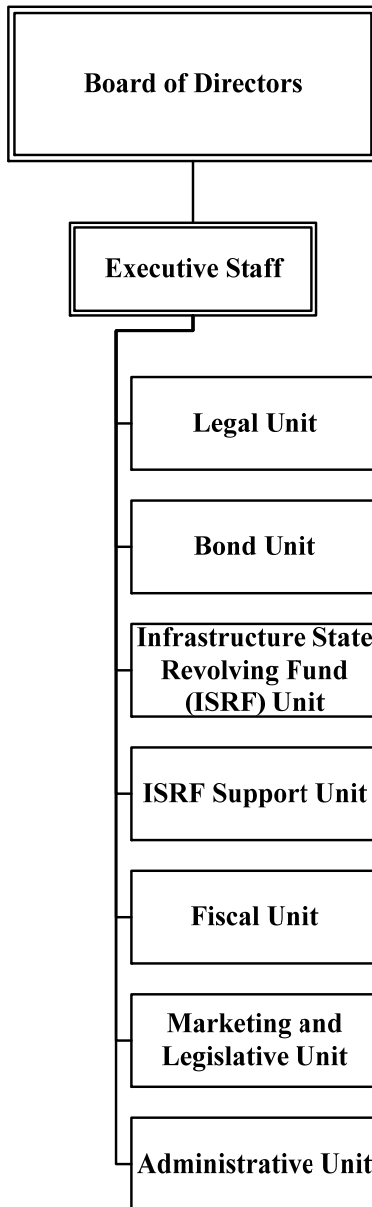 Board of Directors
Executive Staff
Legal Unit
Bond Unit
Infrastructure State
Revolving Fund
(ISRF) Unit
ISRF Support Unit
Fiscal Unit
Marketing and
Legislative Unit
Administrative Unit